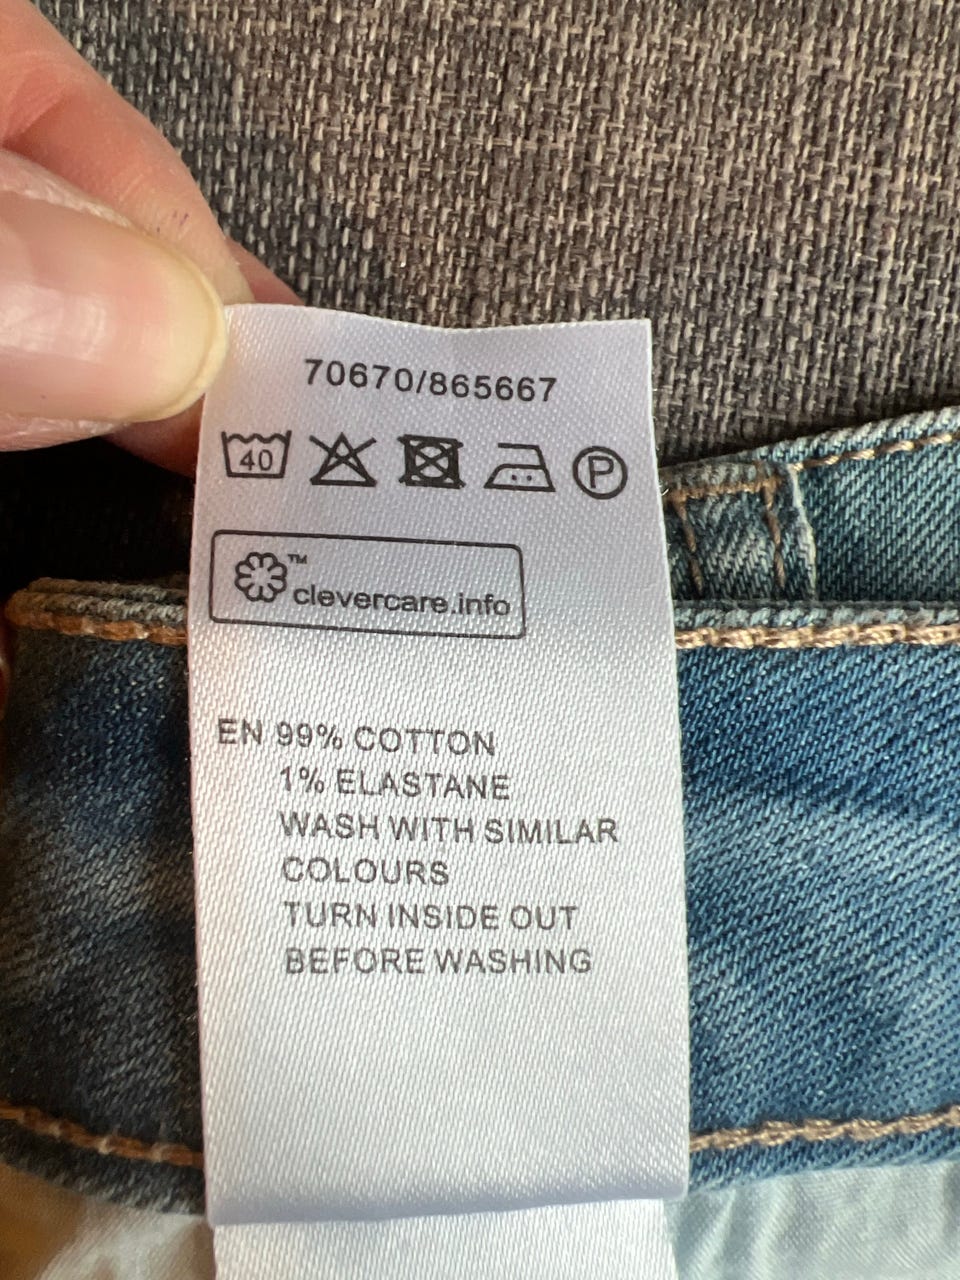 70670/865667
40 P
™
clevercare.info
EN 99% COTTON
1% ELASTANE
WASH WITH SIMILAR
COLOURS
TURN INSIDE OUT
BEFORE WASHING